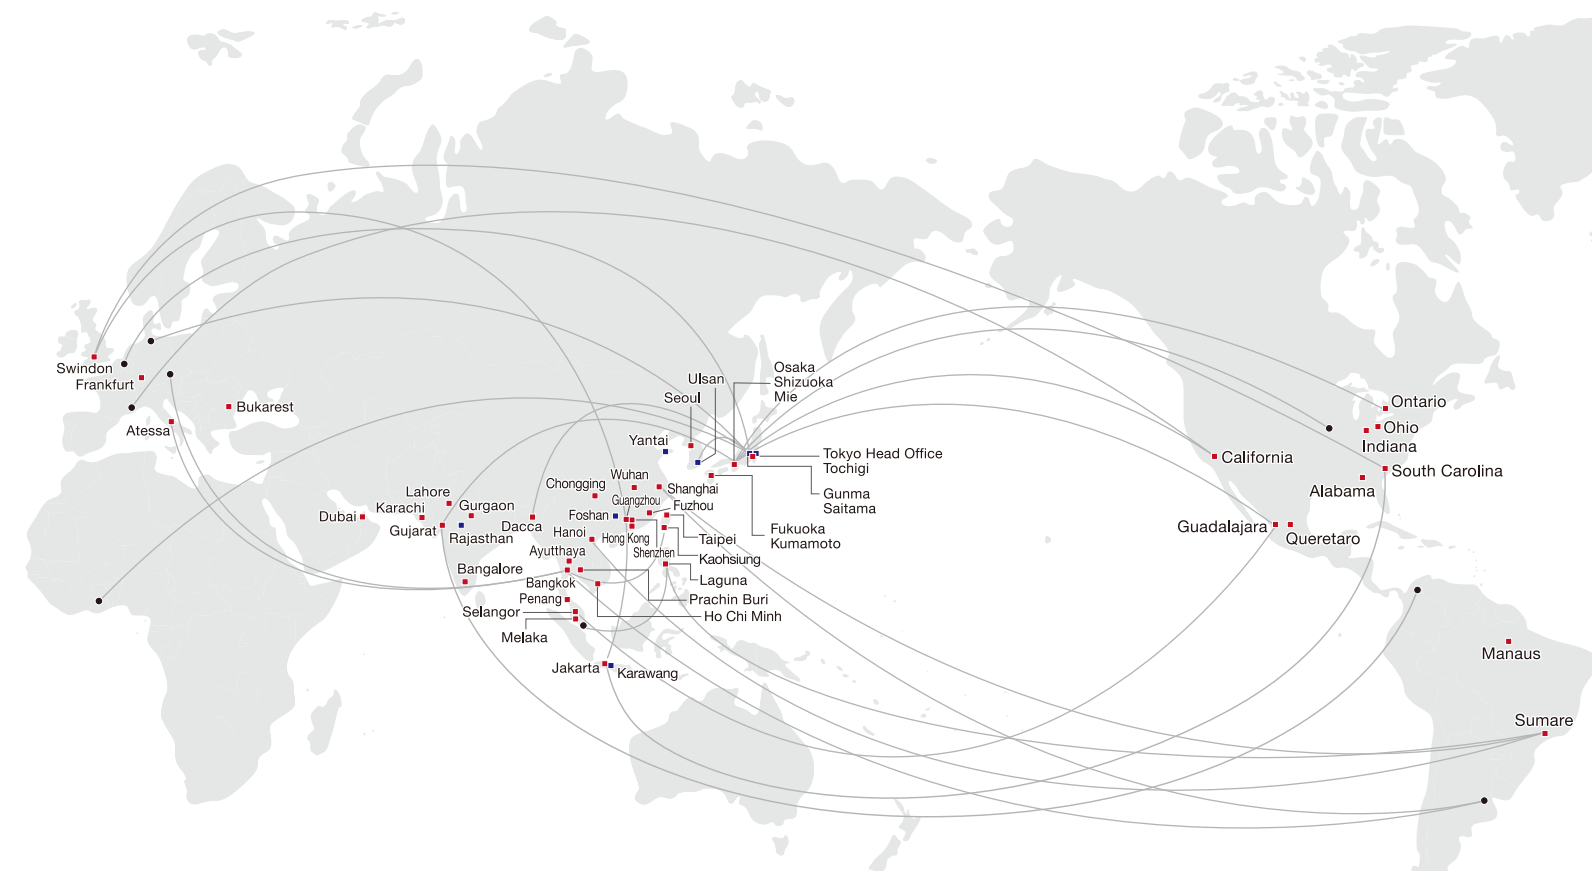 Swindon
Frankfurt
Bukarest
Atessa
Osaka
Shizuoka
Mie
Ulsan
Seoul
Yantai
Tokyo Head Office
Tochigi
Gunma
Saitama
Fukuoka
Kumamoto
Wuhan
Chongging
Shanghai
Guangzhou
Fuzhou
Foshan
Hanoi
Hong Kong
Taipei
Shenzhen
Kaohsiung
Ayutthaya
Laguna
Bangkok
Prachin Buri
Penang
Ho Chi Minh
Selangor
Melaka
Jakarta
Karawang
Lahore
Karachi
Gurgaon
Dubai
Gujarat
Rajasthan
Dacca
Bangalore
Ontario
Ohio
Indiana
California
South Carolina
Alabama
Guadalajara
Queretaro
Manaus
Sumare